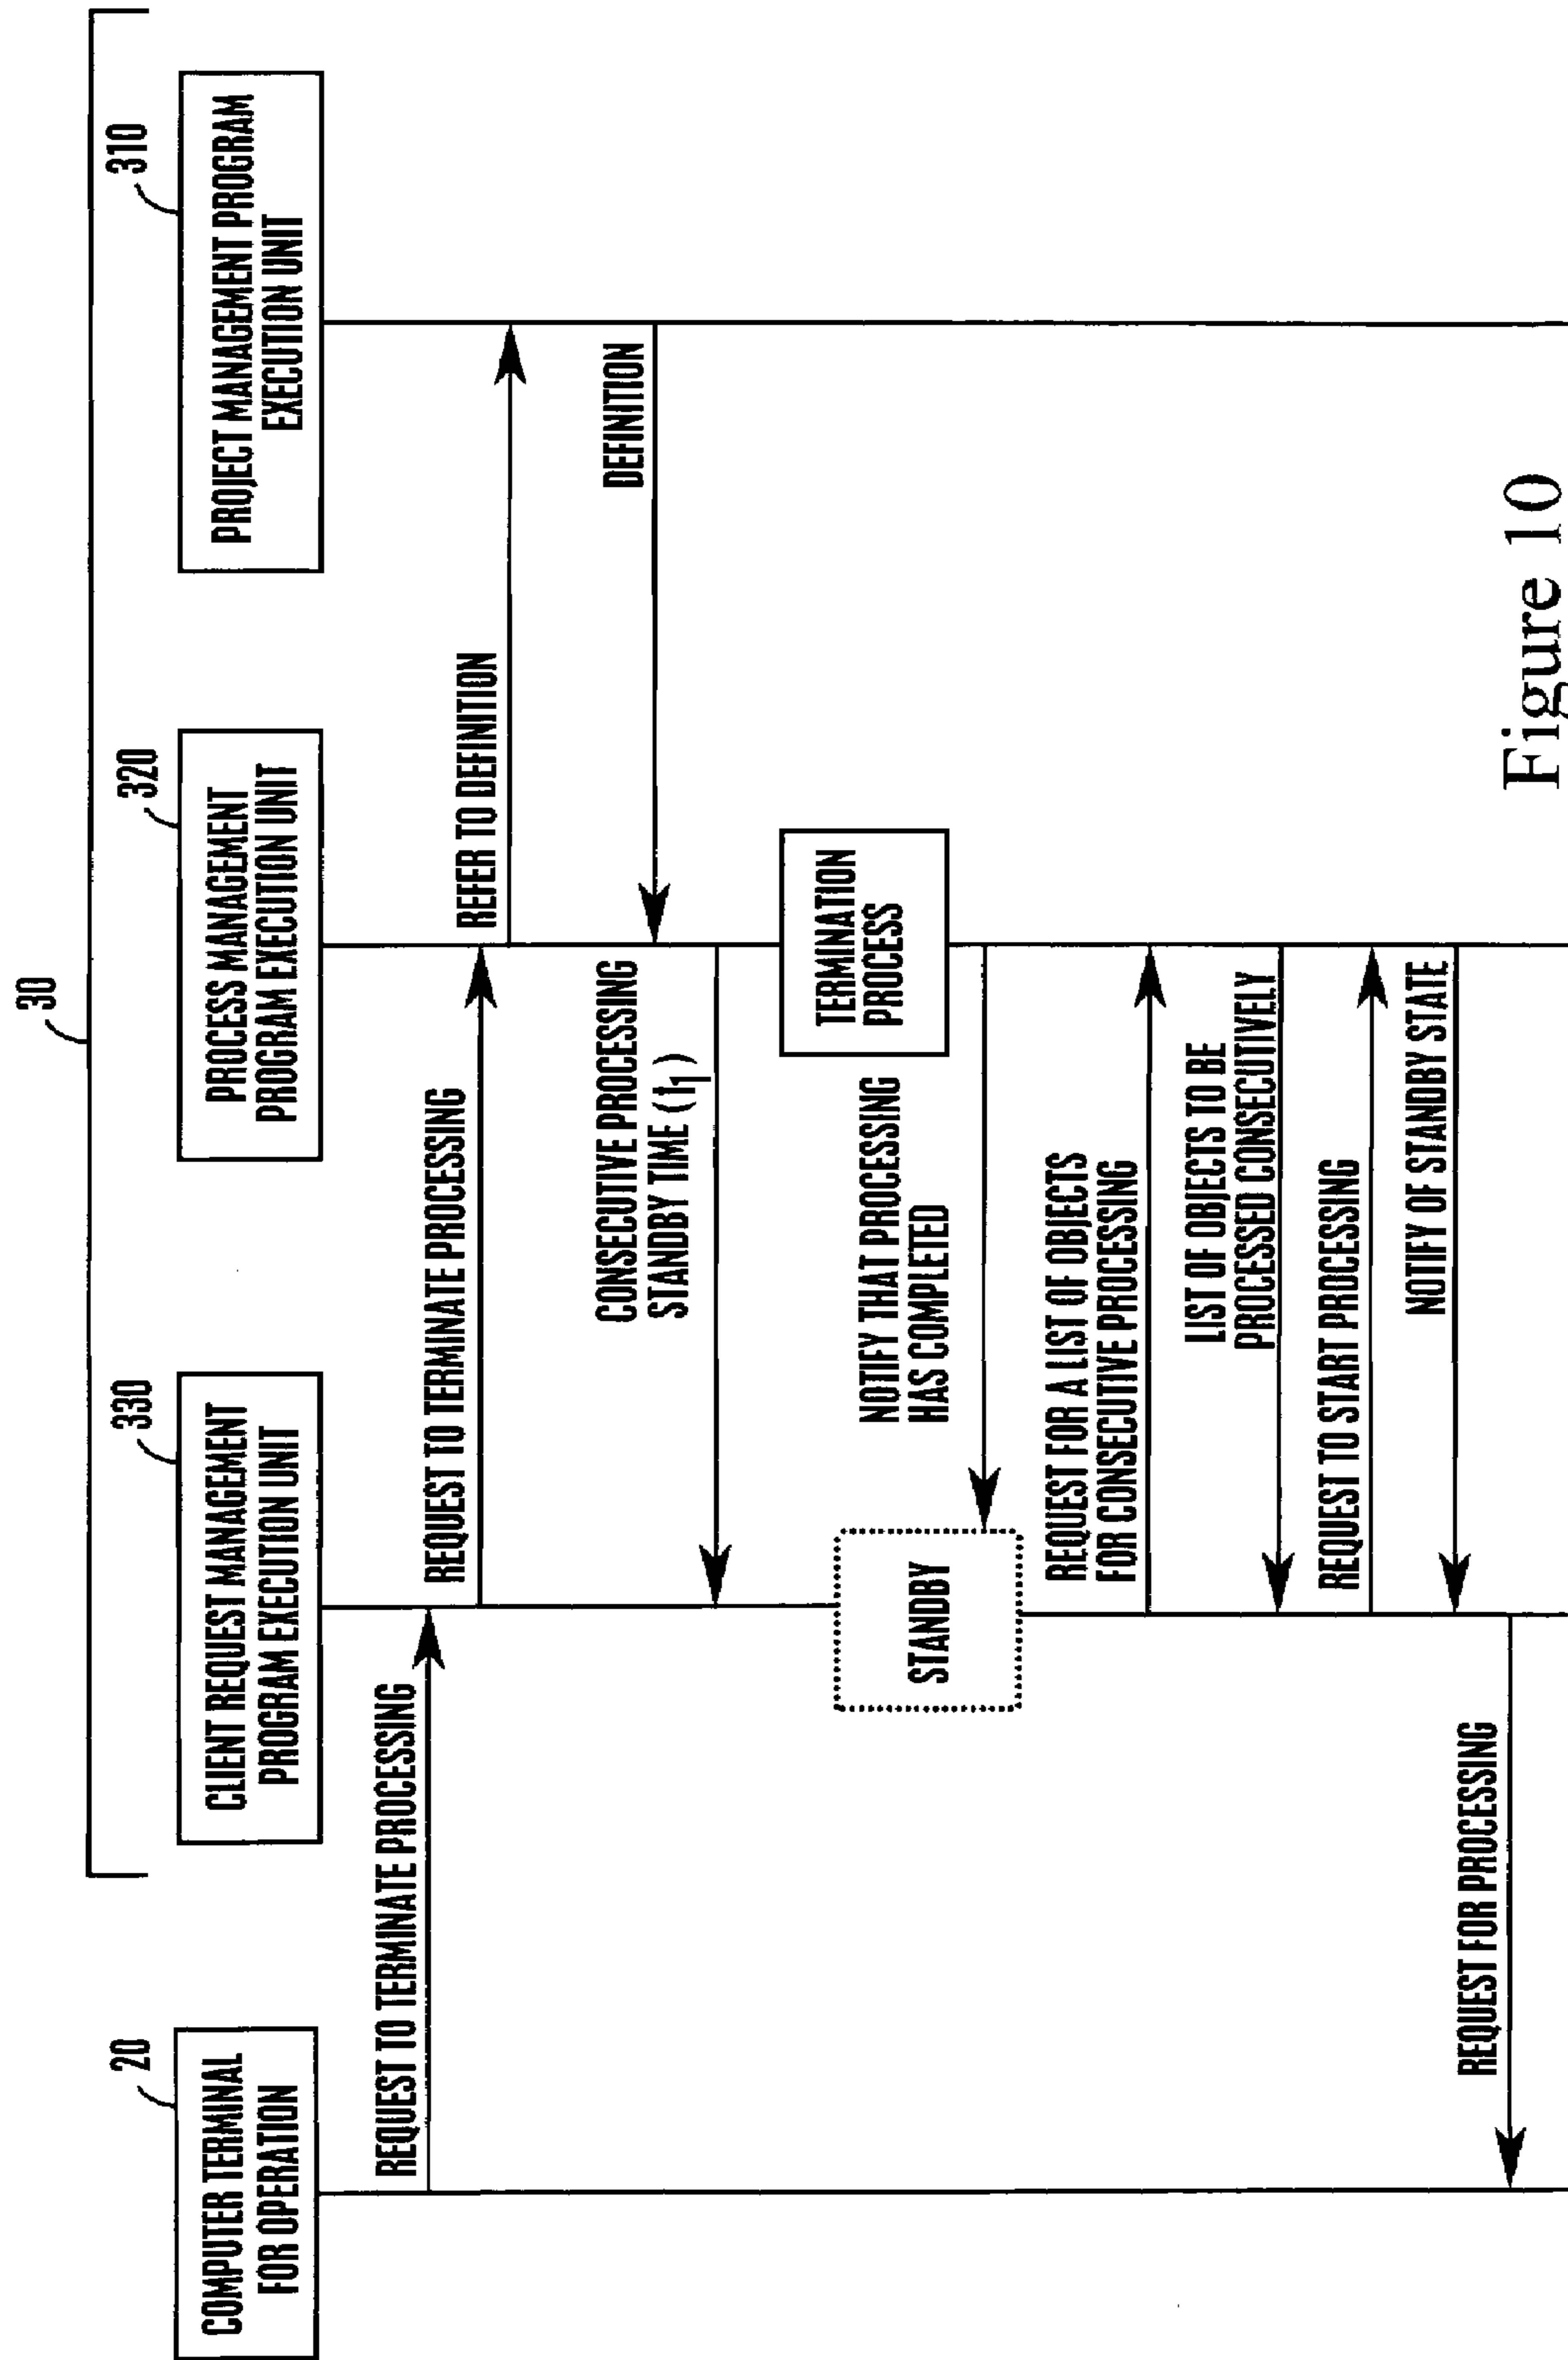 30
20
COMPUTER TERMINAL
FOR OPERATION
330
CLIENT REQUEST MANAGEMENT
PROGRAM EXECUTION UNIT
320
PROCESS MANAGEMENT
PROGRAM EXECUTION UNIT
310
PROJECT MANAGEMENT PROGRAM
EXECUTION UNIT
REQUEST TO TERMINATE PROCESSING
REQUEST TO TERMINATE PROCESSING
REFER TO DEFINITION
DEFINITION
CONSECUTIVE PROCESSING
STANDBY TIME (t1)
TERMINATION
PROCESS
STANDBY
NOTIFY THAT PROCESSING
HAS COMPLETED
REQUEST FOR A LIST OF OBJECTS
FOR CONSECUTIVE PROCESSING
LIST OF OBJECTS TO BE
PROCESSED CONSECUTIVELY
REQUEST TO START PROCESSING
NOTIFY OF STANDBY STATE
REQUEST FOR PROCESSING
Figure 10